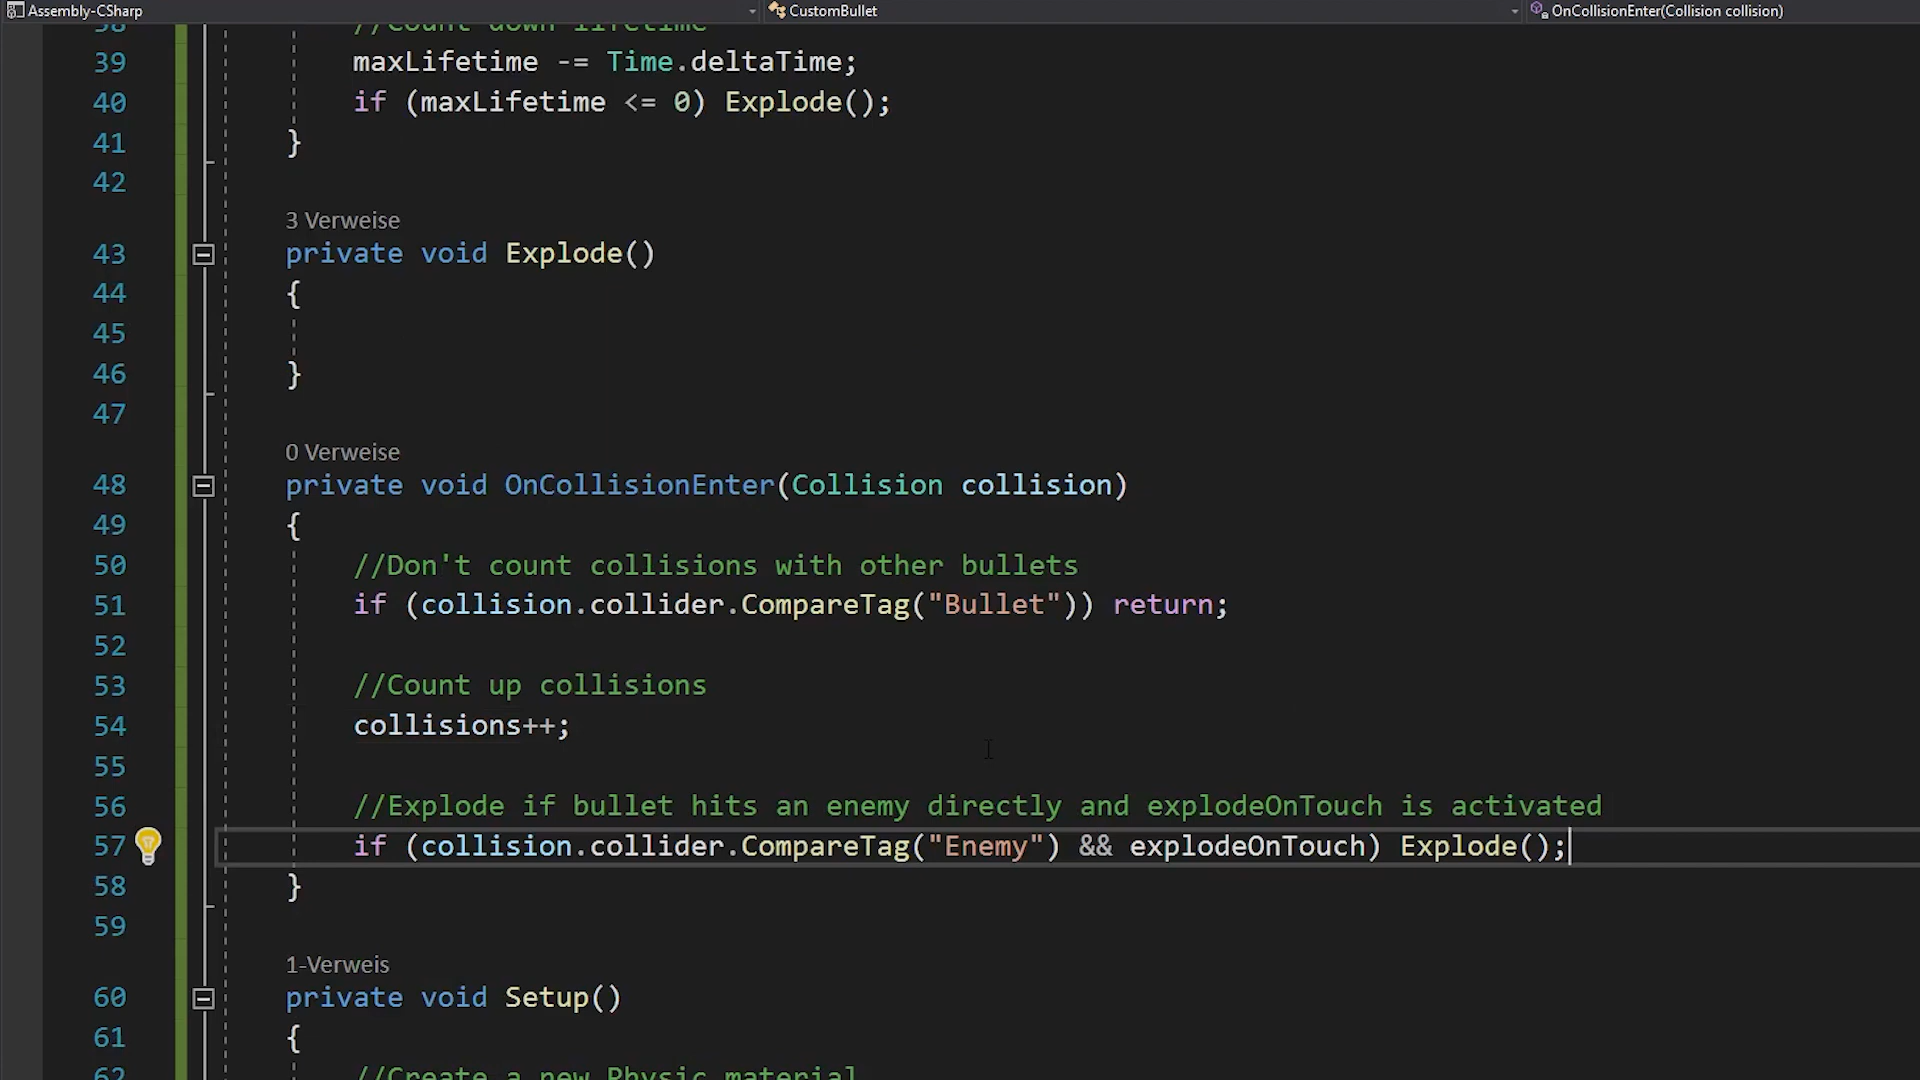 Assembly-CSharp CustomBullet OnCollisionEnter(Collision collision)
38 //Count down lifetime
39 maxLifetime -= Time.deltaTime;
40 if (maxLifetime <= 0) Explode();
41 }
42
3 Verweise
43 private void Explode()
44 {
45
46 }
47
0 Verweise
48 private void OnCollisionEnter(Collision collision)
49 {
50 //Don't count collisions with other bullets
51 if (collision.collider.CompareTag("Bullet")) return;
52
53 //Count up collisions
54 collisions++;
55
56 //Explode if bullet hits an enemy directly and explodeOnTouch is activated
57 if (collision.collider.CompareTag("Enemy") && explodeOnTouch) Explode();
58 }
59
1-Verweis
60 private void Setup()
61 {
62 //Create a new Physic material